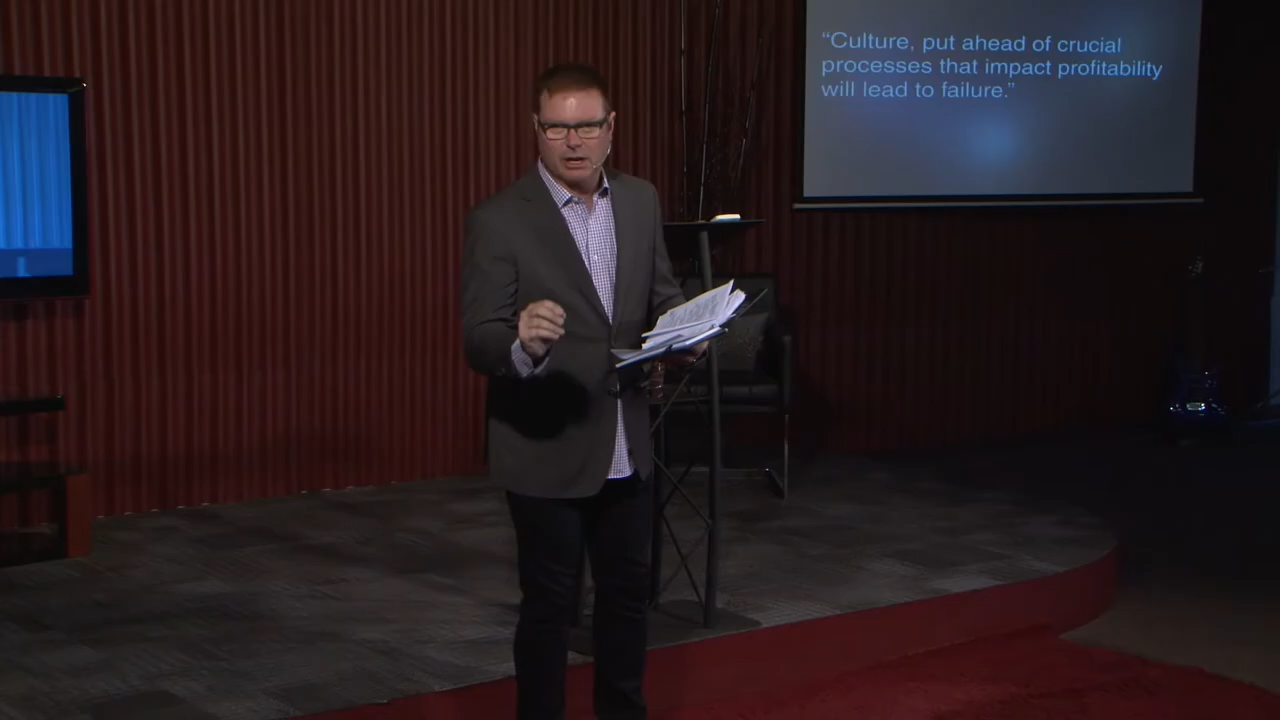 “Culture, put ahead of crucial
processes that impact profitability
will lead to failure.”